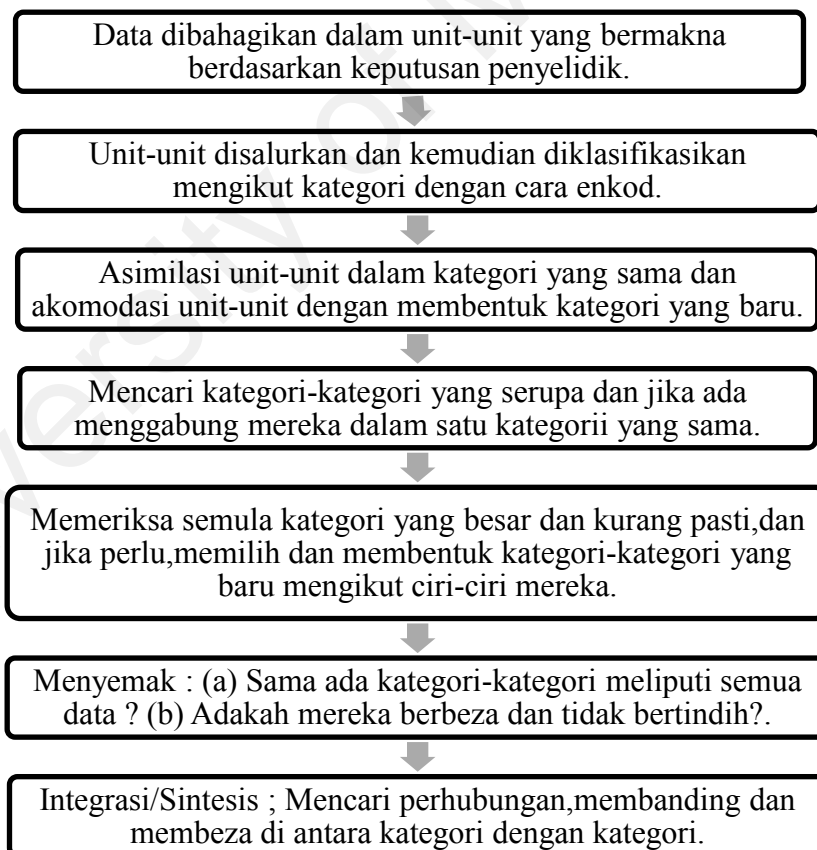 Data dibahagikan dalam unit-unit yang bermakna
berdasarkan keputusan penyelidik.
Unit-unit disalurkan dan kemudian diklasifikasikan
mengikut kategori dengan cara enkod.
Asimilasi unit-unit dalam kategori yang sama dan
akomodasi unit-unit dengan membentuk kategori yang baru.
Mencari kategori-kategori yang serupa dan jika ada
menggabung mereka dalam satu kategorii yang sama.
Memeriksa semula kategori yang besar dan kurang pasti,dan
jika perlu,memilih dan membentuk kategori-kategori yang
baru mengikut ciri-ciri mereka.
Menyemak : (a) Sama ada kategori-kategori meliputi semua
data ? (b) Adakah mereka berbeza dan tidak bertindih?.
Integrasi/Sintesis ; Mencari perhubungan,membanding dan
membeza di antara kategori dengan kategori.